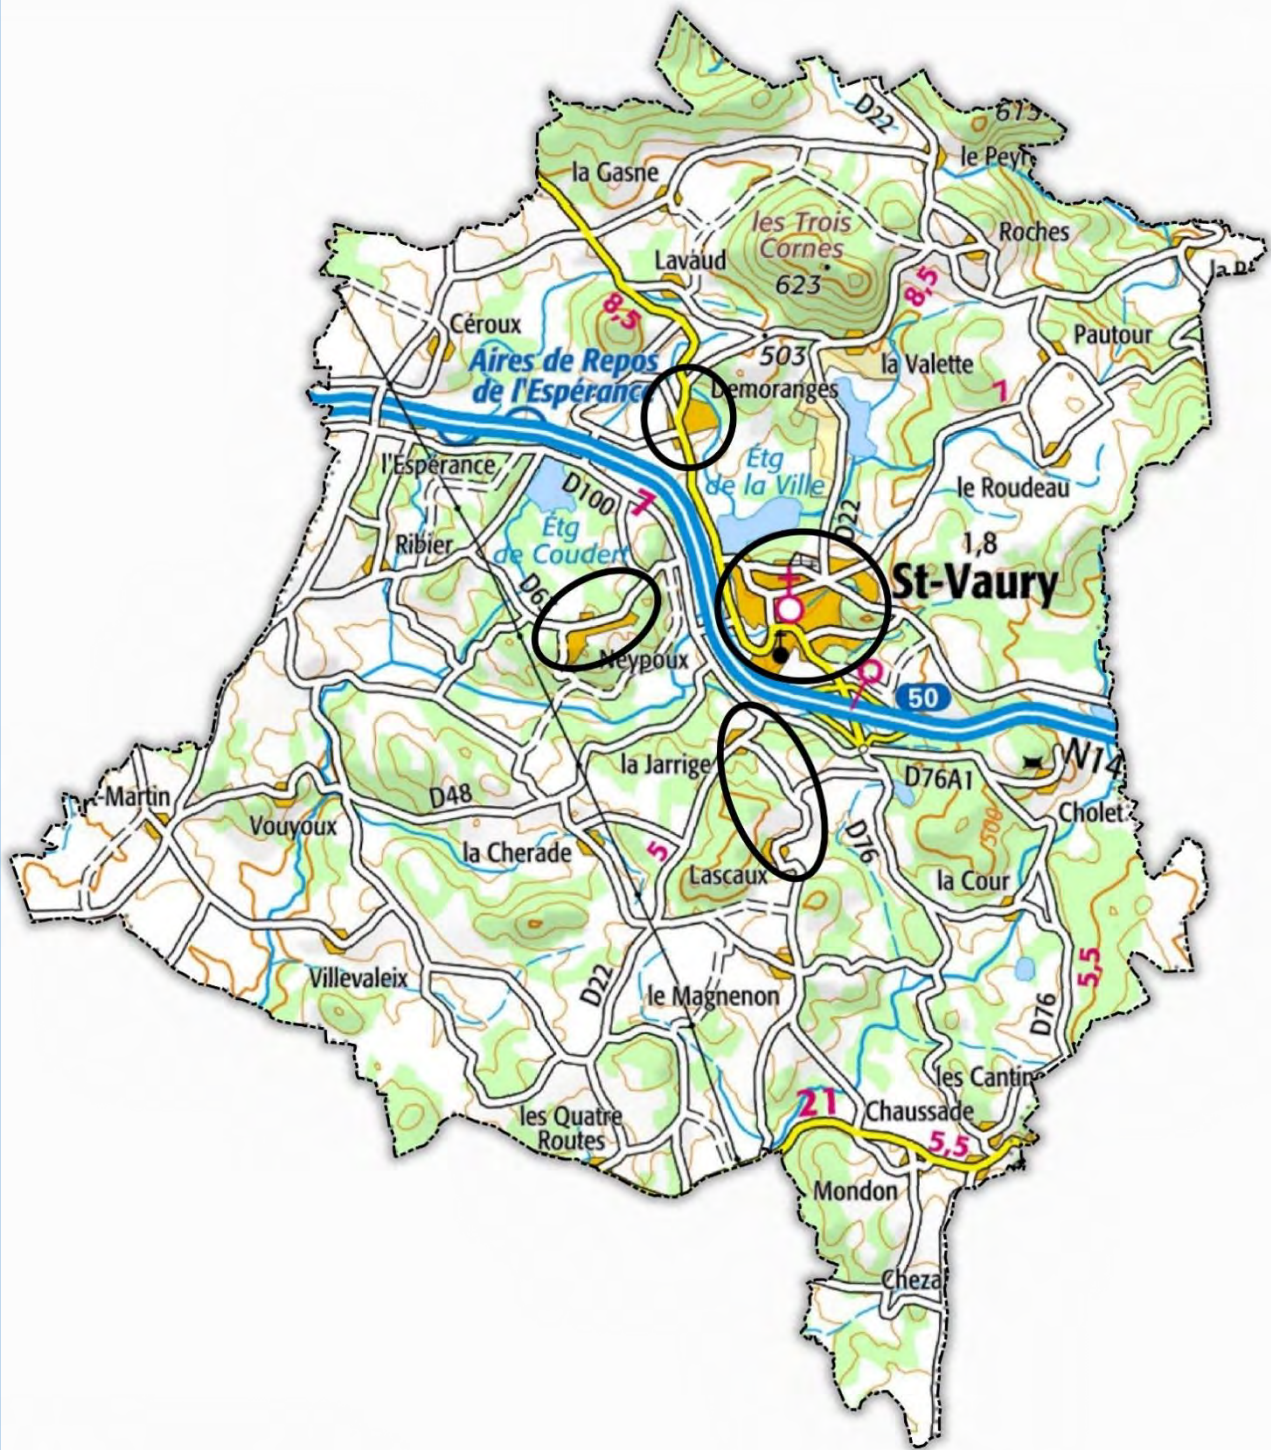 D22
613
le Peyr
la Gasne
les Trois
Cornes
623
Roches
Lavaud
8,5
8,5
Céroux
503
Pautour
Aires de Repos
de l'Espérance
la Valette
Demoranges
7
l'Espérance
Étg
de la Ville
D100
7
le Roudeau
D22
Étg
de Coudert
Ribier
1,8
St-Vaury
D6
Neypoux
50
la Jarrige
N14
D76A1
-Martin
D48
Cholet
Vouyoux
500
la Cherade
5
D76
Lascaux
la Cour
Villevaleix
D22
5,5
le Magnenon
D76
les Cantine
21
Chaussade
les Quatre
Routes
5,5
Mondon
Cheza